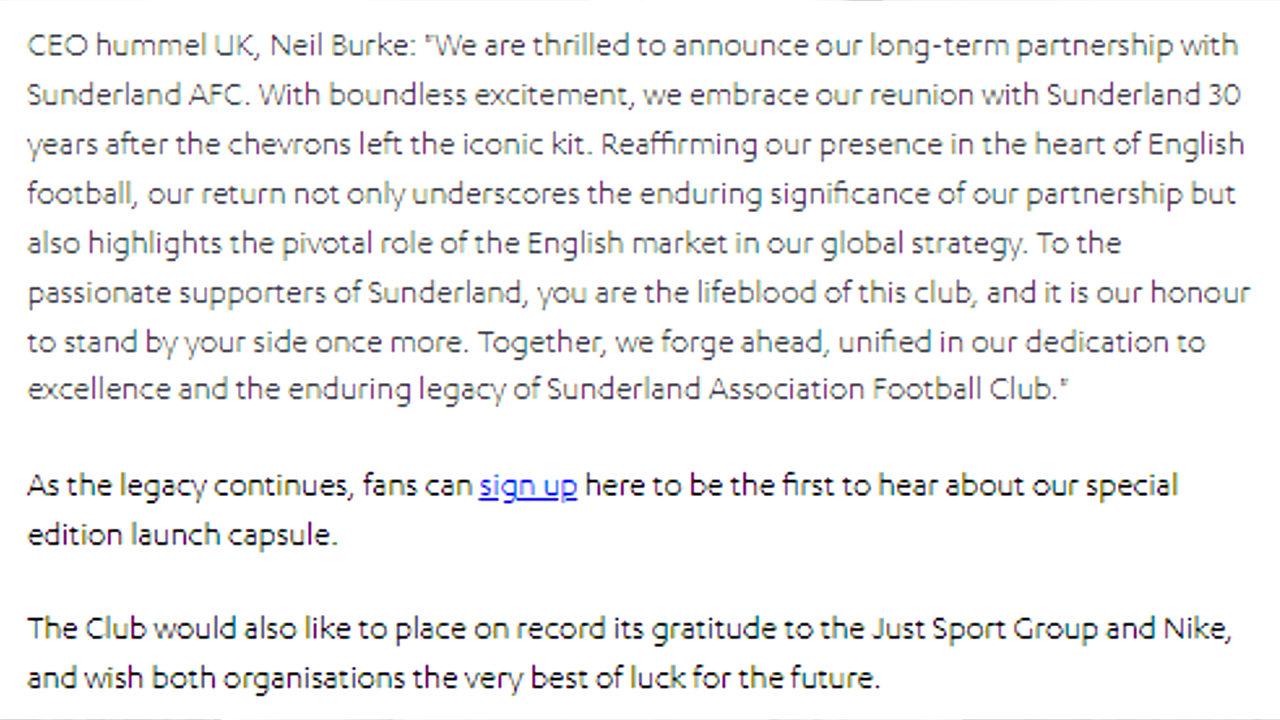 CEO hummel UK, Neil Burke: "We are thrilled to announce our long-term partnership with
Sunderland AFC. With boundless excitement, we embrace our reunion with Sunderland 30
years after the chevrons left the iconic kit. Reaffirming our presence in the heart of English
football, our return not only underscores the enduring significance of our partnership but
also highlights the pivotal role of the English market in our global strategy. To the
passionate supporters of Sunderland, you are the lifeblood of this club, and it is our honour
to stand by your side once more. Together, we forge ahead, unified in our dedication to
excellence and the enduring legacy of Sunderland Association Football Club."
As the legacy continues, fans can sign up here to be the first to hear about our special
edition launch capsule.
The Club would also like to place on record its gratitude to the Just Sport Group and Nike,
and wish both organisations the very best of luck for the future.